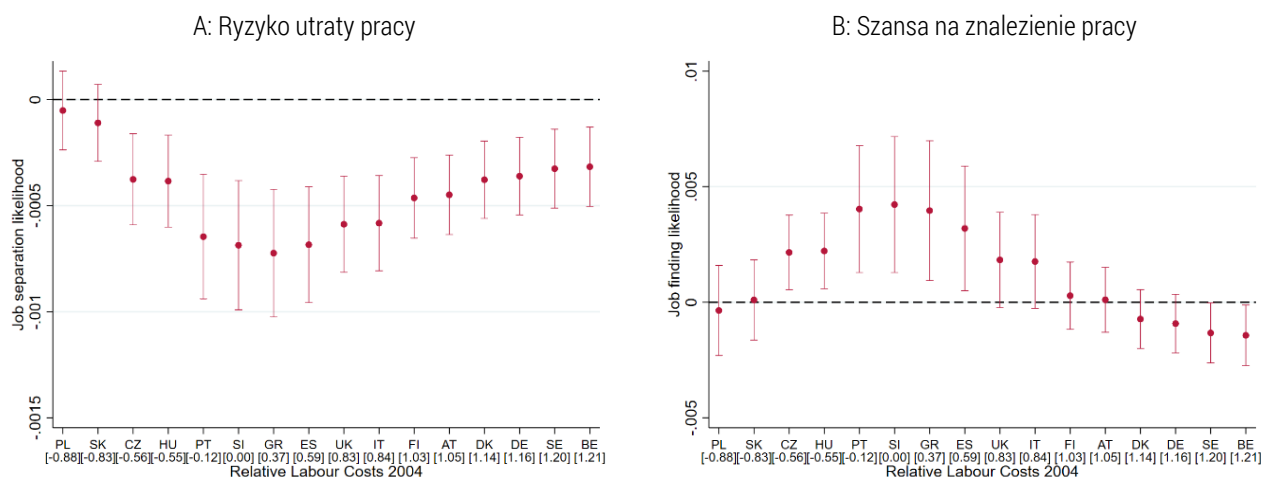 A: Ryzyko utraty pracy
Job separation likelihood
0
-.0005
-.001
-.0015
PL SK CZ HU PT SI GR ES UK IT FI AT DK DE SE BE
[-0.88][-0.83][-0.56][-0.55][-0.12][0.00][0.37][0.59][0.83][0.84][1.03][1.05][1.14][1.16][1.20][1.21]
Relative Labour Costs 2004
B: Szansa na znalezienie pracy
Job finding likelihood
.01
.005
0
-.005
PL SK CZ HU PT SI GR ES UK IT FI AT DK DE SE BE
[-0.88][-0.83][-0.56][-0.55][-0.12][0.00][0.37][0.59][0.83][0.84][1.03][1.05][1.14][1.16][1.20][1.21]
Relative Labour Costs 2004